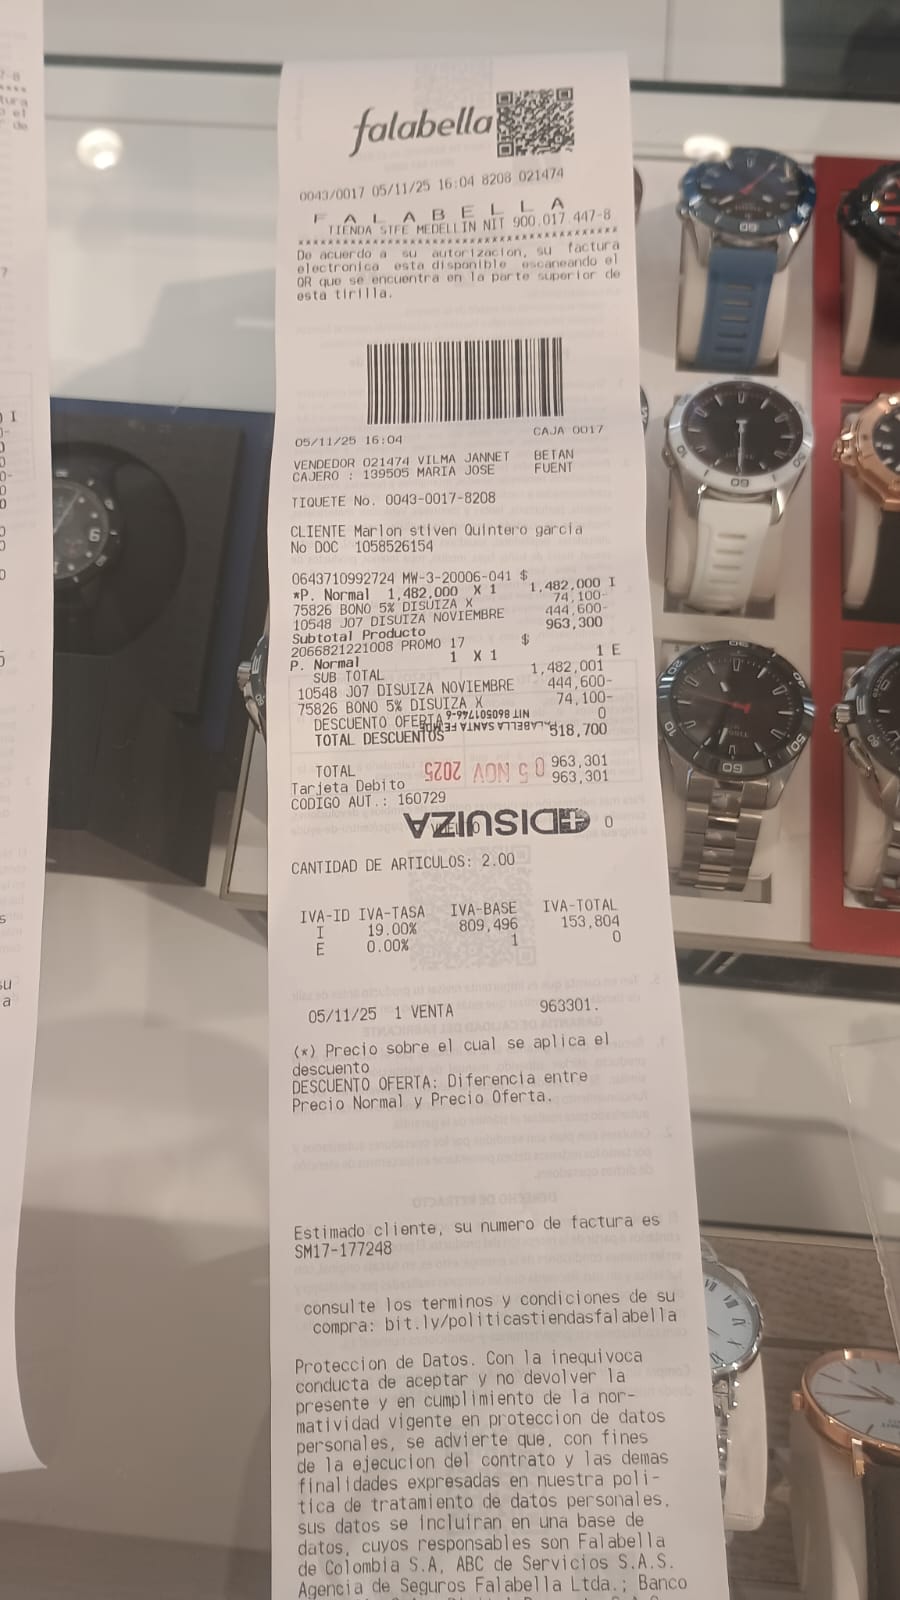 falabella
0043/0017 05/11/25 16:04 8208 021474
F A L A B E L L A
TIENDA STFE MEDELLIN NIT 900.017.447-8
****************************************
De acuerdo a su autorizacion, su factura
electronica esta disponible escaneando el
QR que se encuentra en la parte superior de
esta tirilla.
05/11/25 16:04 CAJA 0017
VENDEDOR 021474 VILMA JANNET BETAN
CAJERO : 139505 MARIA JOSE FUENT
TIQUETE No. 0043-0017-8208
CLIENTE Marlon stiven Quintero garcia
No DOC 1058526154
0643710992724 MW-3-20006-041 $
*P. Normal 1,482,000 X 1 1,482,000 I
75826 BONO 5% DISUIZA X 74,100-
10548 J07 DISUIZA NOVIEMBRE 444,600-
Subtotal Producto 963,300
2066821221008 PROMO 17 $
P. Normal 1 X 1 1 E
SUB TOTAL 1,482,001
10548 J07 DISUIZA NOVIEMBRE 444,600-
75826 BONO 5% DISUIZA X 74,100-
DESCUENTO OFERTA 0
TOTAL DESCUENTOS 518,700
NIT 860501746-6
FALABELLA SANTA FE MDE
TOTAL 963,301
05 NOV 2025
Tarjeta Debito 963,301
CODIGO AUT.: 160729
DISUIZA
VUELTO 0
CANTIDAD DE ARTICULOS: 2.00
IVA-ID IVA-TASA IVA-BASE IVA-TOTAL
I 19.00% 809,496 153,804
E 0.00% 1 0
05/11/25 1 VENTA 963301.
(*) Precio sobre el cual se aplica el
descuento
DESCUENTO OFERTA: Diferencia entre
Precio Normal y Precio Oferta.
Estimado cliente, su numero de factura es
SM17-177248
consulte los terminos y condiciones de su
compra: bit.ly/politicastiendasfalabella
Proteccion de Datos. Con la inequivoca
conducta de aceptar y no devolver la
presente y en cumplimiento de la nor-
matividad vigente en proteccion de datos
personales, se advierte que, con fines
de la ejecucion del contrato y las demas
finalidades expresadas en nuestra poli-
tica de tratamiento de datos personales,
sus datos se incluiran en una base de
datos, cuyos responsables son Falabella
de Colombia S.A, ABC de Servicios S.A.S.
Agencia de Seguros Falabella Ltda.; Banco